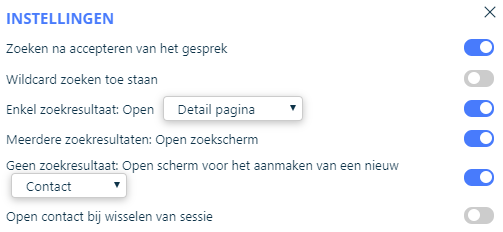 INSTELLINGEN
Zoeken na accepteren van het gesprek
Wildcard zoeken toe staan
Enkel zoekresultaat: Open Detail pagina
Meerdere zoekresultaten: Open zoekscherm
Geen zoekresultaat: Open scherm voor het aanmaken van een nieuw
Contact
Open contact bij wisselen van sessie